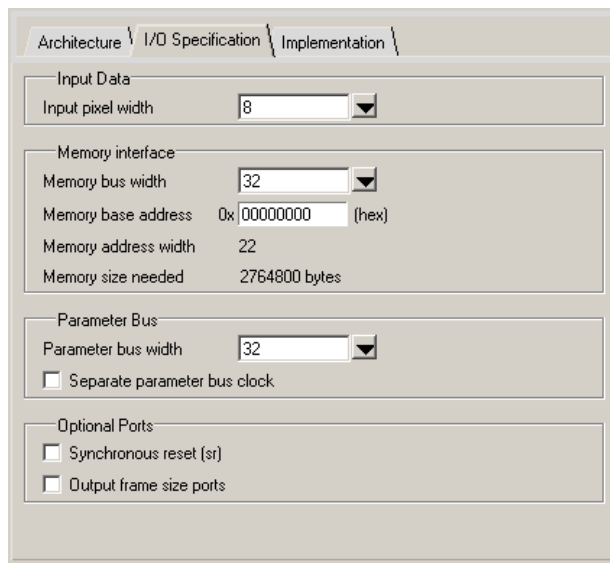 Architecture I/O Specification Implementation
Input Data
Input pixel width 8
Memory interface
Memory bus width 32
Memory base address 0x 00000000 (hex)
Memory address width 22
Memory size needed 2764800 bytes
Parameter Bus
Parameter bus width 32
Separate parameter bus clock
Optional Ports
Synchronous reset (sr)
Output frame size ports